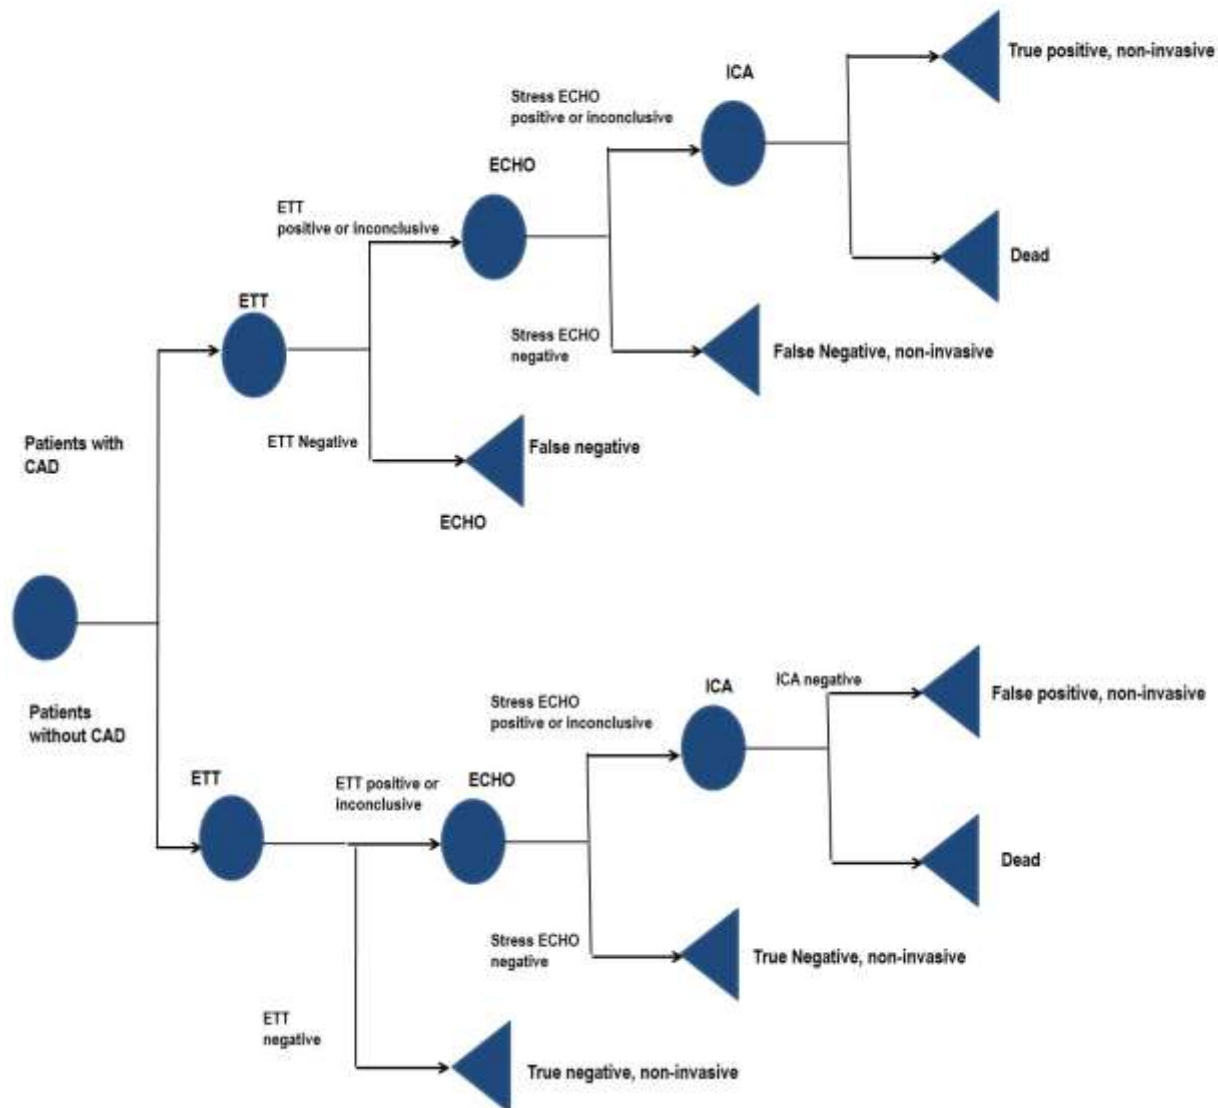 True positive, non-invasive
ICA
Stress ECHO
positive or inconclusive
ECHO
ETT
positive or inconclusive
Dead
ETT
Stress ECHO
negative
False Negative, non-invasive
Patients with
CAD
ETT Negative
False negative
ECHO
Patients
without CAD
Stress ECHO
positive or inconclusive
ICA
ICA negative
False positive, non-invasive
ETT
ETT positive or
inconclusive
ECHO
Dead
Stress ECHO
negative
True Negative, non-invasive
ETT
negative
True negative, non-invasive